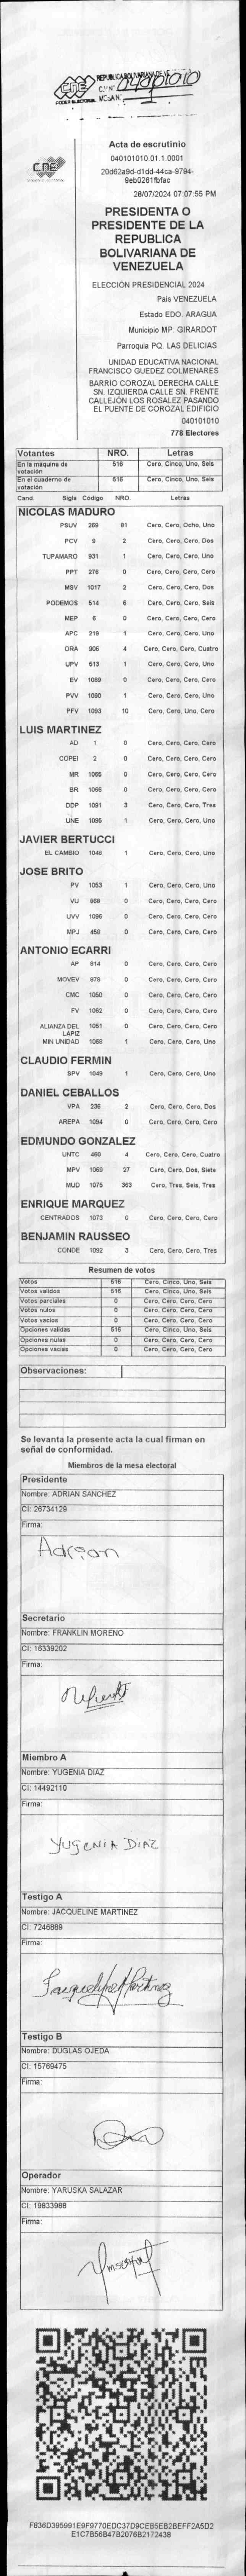 CNE
PODER ELECTORAL
REPUBLICA BOLIVARIANA DE VE
04001010
CNE
Acta de escrutinio
040101010.01.1.0001
20d62a9d-d1dd-44ca-9794-
9eb0261fbfac
28/07/2024 07:07:55 PM
PRESIDENTA O
PRESIDENTE DE LA
REPUBLICA
BOLIVARIANA DE
VENEZUELA
ELECCIÓN PRESIDENCIAL 2024
Pais VENEZUELA
Estado EDO. ARAGUA
Municipio MP. GIRARDOT
Parroquia PQ. LAS DELICIAS
UNIDAD EDUCATIVA NACIONAL
FRANCISCO GUEDEZ COLMENARES
BARRIO COROZAL DERECHA CALLE
SN. IZQUIERDA CALLE SN. FRENTE
CALLEJÓN LOS ROSALEZ PASANDO
EL PUENTE DE COROZAL EDIFICIO
040101010
778 Electores
Votantes NRO. Letras
En la máquina de votación 516 Cero, Cinco, Uno, Seis
En el cuaderno de votación 516 Cero, Cinco, Uno, Seis
Cand. Sigla Código NRO. Letras
NICOLAS MADURO
PSUV 269 81 Cero, Cero, Ocho, Uno
PCV 9 2 Cero, Cero, Cero, Dos
TUPAMARO 931 1 Cero, Cero, Cero, Uno
PPT 276 0 Cero, Cero, Cero, Cero
MSV 1017 2 Cero, Cero, Cero, Dos
PODEMOS 514 6 Cero, Cero, Cero, Seis
MEP 6 0 Cero, Cero, Cero, Cero
APC 219 1 Cero, Cero, Cero, Uno
ORA 906 4 Cero, Cero, Cero, Cuatro
UPV 513 1 Cero, Cero, Cero, Uno
EV 1089 0 Cero, Cero, Cero, Cero
PVV 1090 1 Cero, Cero, Cero, Uno
PFV 1093 10 Cero, Cero, Uno, Cero
LUIS MARTINEZ
AD 1 0 Cero, Cero, Cero, Cero
COPEI 2 0 Cero, Cero, Cero, Cero
MR 1065 0 Cero, Cero, Cero, Cero
BR 1066 0 Cero, Cero, Cero, Cero
DDP 1091 3 Cero, Cero, Cero, Tres
UNE 1095 1 Cero, Cero, Cero, Uno
JAVIER BERTUCCI
EL CAMBIO 1048 1 Cero, Cero, Cero, Uno
JOSE BRITO
PV 1053 1 Cero, Cero, Cero, Uno
VU 969 0 Cero, Cero, Cero, Cero
UVV 1096 0 Cero, Cero, Cero, Cero
MPJ 458 0 Cero, Cero, Cero, Cero
ANTONIO ECARRI
AP 814 0 Cero, Cero, Cero, Cero
MOVEV 978 0 Cero, Cero, Cero, Cero
CMC 1050 0 Cero, Cero, Cero, Cero
FV 1062 0 Cero, Cero, Cero, Cero
ALIANZA DEL LAPIZ 1051 0 Cero, Cero, Cero, Cero
MIN UNIDAD 1068 1 Cero, Cero, Cero, Uno
CLAUDIO FERMIN
SPV 1049 1 Cero, Cero, Cero, Uno
DANIEL CEBALLOS
VPA 236 2 Cero, Cero, Cero, Dos
AREPA 1094 0 Cero, Cero, Cero, Cero
EDMUNDO GONZALEZ
UNTC 460 4 Cero, Cero, Cero, Cuatro
MPV 1069 27 Cero, Cero, Dos, Siete
MUD 1075 363 Cero, Tres, Seis, Tres
ENRIQUE MARQUEZ
CENTRADOS 1073 0 Cero, Cero, Cero, Cero
BENJAMIN RAUSSEO
CONDE 1092 3 Cero, Cero, Cero, Tres
Resumen de votos
Votos 516 Cero, Cinco, Uno, Seis
Votos validos 516 Cero, Cinco, Uno, Seis
Votos parciales 0 Cero, Cero, Cero, Cero
Votos nulos 0 Cero, Cero, Cero, Cero
Votos vacios 0 Cero, Cero, Cero, Cero
Opciones validas 516 Cero, Cinco, Uno, Seis
Opciones nulas 0 Cero, Cero, Cero, Cero
Opciones vacias 0 Cero, Cero, Cero, Cero
Observaciones:
Se levanta la presente acta la cual firman en
señal de conformidad.
Miembros de la mesa electoral
Presidente
Nombre: ADRIAN SANCHEZ
CI: 26734129
Firma:
Adrian
Secretario
Nombre: FRANKLIN MORENO
CI: 16339202
Firma:
Miembro A
Nombre: YUGENIA DIAZ
CI: 14492110
Firma:
YUGENIA DIAZ
Testigo A
Nombre: JACQUELINE MARTINEZ
CI: 7246889
Firma:
Jacqueline Martinez
Testigo B
Nombre: DUGLAS OJEDA
CI: 15769475
Firma:
Operador
Nombre: YARUSKA SALAZAR
CI: 19833988
Firma:
F836D395991E9F9770EDC37D9CEB5EB2BEFF2A5D2
E1C7B56B47B2076B2172438